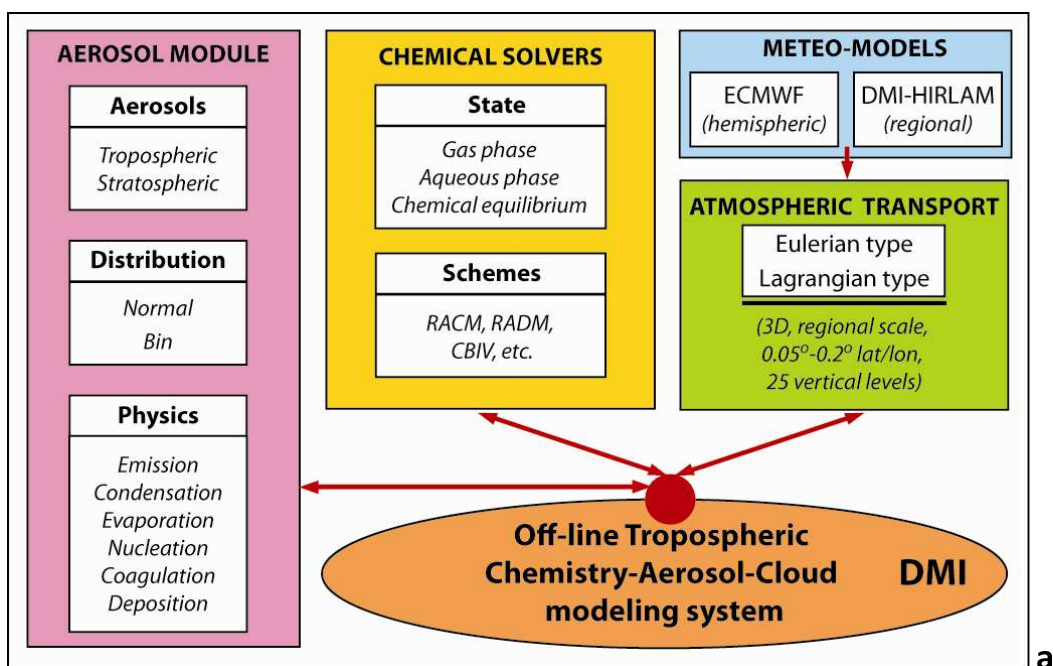 AEROSOL MODULE
Aerosols
Tropospheric
Stratospheric
Distribution
Normal
Bin
Physics
Emission
Condensation
Evaporation
Nucleation
Coagulation
Deposition
CHEMICAL SOLVERS
State
Gas phase
Aqueous phase
Chemical equilibrium
Schemes
RACM, RADM,
CBIV, etc.
METEO-MODELS
ECMWF
(hemispheric)
DMI-HIRLAM
(regional)
ATMOSPHERIC TRANSPORT
Eulerian type
Lagrangian type
(3D, regional scale,
0.05º-0.2º lat/lon,
25 vertical levels)
Off-line Tropospheric
Chemistry-Aerosol-Cloud
modeling system
DMI
a